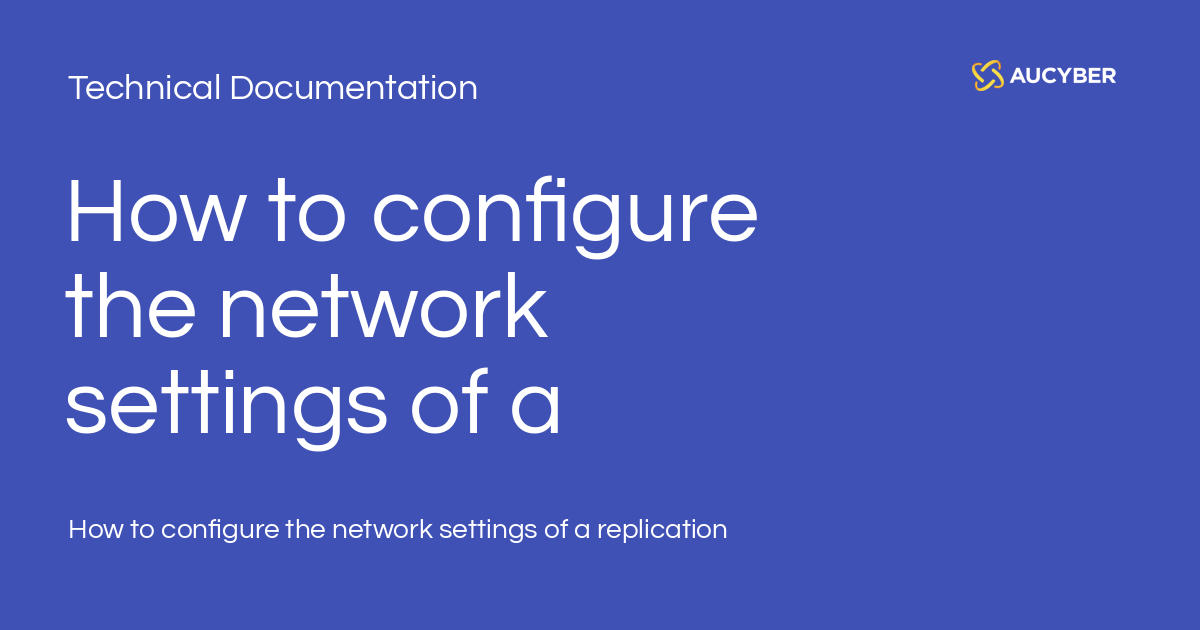 Technical Documentation
AUCYBER
How to configure
the network
settings of a
How to configure the network settings of a replication